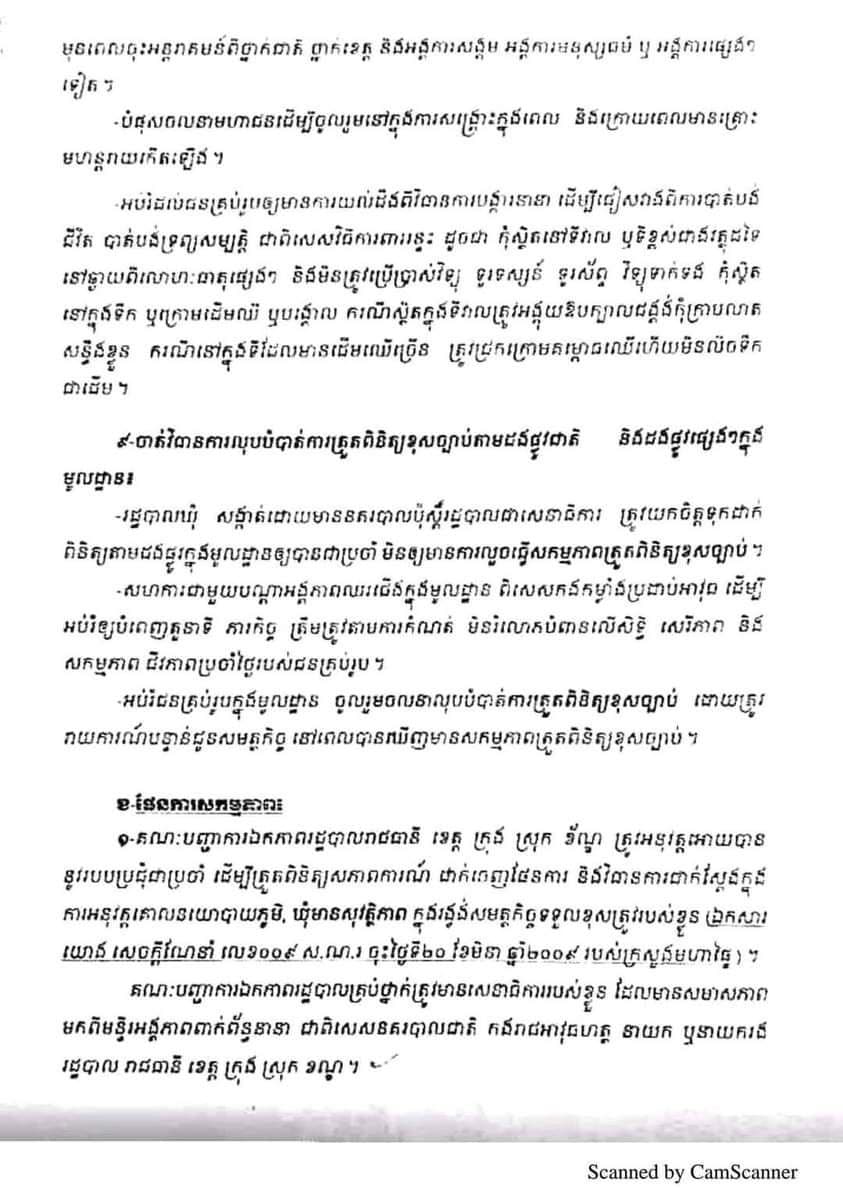 មុនពេលចុះអន្តរាគមន៍ពីថ្នាក់ជាតិ ថ្នាក់ខេត្ត និងអង្គការសង្គម អង្គការមនុស្សធម៌ ឬ អង្គការផ្សេងៗ
ទៀត ។
-បំផុសចលនាមហាជនដើម្បីចូលរួមនៅក្នុងការសង្គ្រោះក្នុងពេល និងក្រោយពេលមានគ្រោះ
មហន្តរាយកើតឡើង ។
-អប់រំដល់ជនគ្រប់រូបឲ្យមានការយល់ដឹងពីវិធានការបង្ការនានា ដើម្បីជៀសវាងពីការបាត់បង់
ជីវិត បាត់បង់ទ្រព្យសម្បត្តិ ជាពិសេសវិធីការពាររន្ទះ ដូចជា កុំស្ថិតនៅទីវាល ឬទីខ្ពស់ជាងវត្ថុដទៃ
នៅឆ្ងាយពីលោហៈធាតុផ្សេងៗ និងមិនត្រូវប្រើប្រាស់វិទ្យុ ទូរទស្សន៍ ទូរស័ព្ទ វិទ្យុទាក់ទង កុំស្ថិត
នៅក្នុងទឹក ឬក្រោមដើមឈើ ឬបង្គោល ករណីស្ថិតក្នុងទីវាលត្រូវអង្គុយឱបក្បាលជង្គង់កុំក្រាបលាត
សន្ធឹងខ្លួន ករណីនៅក្នុងទីដែលមានដើមឈើច្រើន ត្រូវជ្រកក្រោមគម្ពោធឈើហើយមិនលិចទឹក
ជាដើម ។
៩-ចាត់វិធានការលុបបំបាត់ការត្រួតពិនិត្យខុសច្បាប់តាមដងផ្លូវជាតិ និងដងផ្លូវផ្សេងៗក្នុង
មូលដ្ឋាន៖
-រដ្ឋបាលឃុំ សង្កាត់ដោយមាននគរបាលប៉ុស្តិ៍រដ្ឋបាលជាសេនាធិការ ត្រូវយកចិត្តទុកដាក់
ពិនិត្យតាមដងផ្លូវក្នុងមូលដ្ឋានឲ្យបានជាប្រចាំ មិនឲ្យមានការលួចធ្វើសកម្មភាពត្រួតពិនិត្យខុសច្បាប់ ។
-សហការជាមួយបណ្តាអង្គភាពឈរជើងក្នុងមូលដ្ឋាន ពិសេសកងកម្លាំងប្រដាប់អាវុធ ដើម្បី
អប់រំឲ្យបំពេញតួនាទី ភារកិច្ច ត្រឹមត្រូវតាមការកំណត់ មិនរំលោភបំពានលើសិទ្ធិ សេរីភាព និង
សកម្មភាព ជីវភាពប្រចាំថ្ងៃរបស់ជនគ្រប់រូប ។
-អប់រំជនគ្រប់រូបក្នុងមូលដ្ឋាន ចូលរួមចលនាលុបបំបាត់ការត្រួតពិនិត្យខុសច្បាប់ ដោយត្រូវ
រាយការណ៍បន្ទាន់ជូនសមត្ថកិច្ច នៅពេលបានឃើញមានសកម្មភាពត្រួតពិនិត្យខុសច្បាប់ ។
ខ-ផែនការសកម្មភាព៖
១-គណៈបញ្ជាការឯកភាពរដ្ឋបាលរាជធានី ខេត្ត ក្រុង ស្រុក ខ័ណ្ឌ ត្រូវអនុវត្តអោយបាន
នូវរបបប្រជុំជាប្រចាំ ដើម្បីត្រួតពិនិត្យសភាពការណ៍ ដាក់ចេញផែនការ និងវិធានការជាក់ស្តែងក្នុង
ការអនុវត្តគោលនយោបាយភូមិ, ឃុំមានសុវត្ថិភាព ក្នុងរង្វង់សមត្ថកិច្ចទទួលខុសត្រូវរបស់ខ្លួន (ឯកសារ
យោង សេចក្តីណែនាំ លេខ០០៩ ស.ណ.រ ចុះថ្ងៃទី២០ ខែមិនា ឆ្នាំ២០០៩ របស់ក្រសួងមហាផ្ទៃ ) ។
គណៈបញ្ជាការឯកភាពរដ្ឋបាលគ្រប់ថ្នាក់ត្រូវមានសេនាធិការរបស់ខ្លួន ដែលមានសមាសភាព
មកពីមន្ទីរអង្គភាពពាក់ព័ន្ធនានា ជាពិសេសនគរបាលជាតិ កងរាជអាវុធហត្ថ នាយក ឬនាយករង
រដ្ឋបាល រាជធានី ខេត្ត ក្រុង ស្រុក ខណ្ឌ ។
Scanned by CamScanner